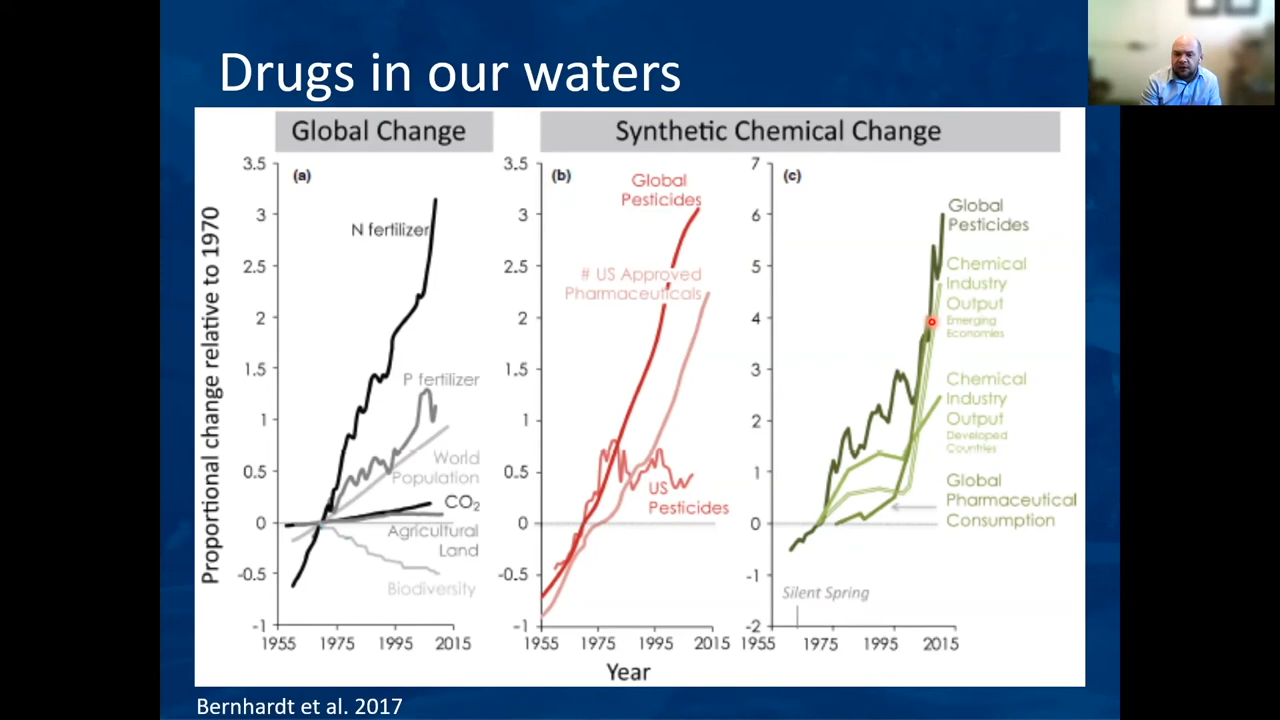 Drugs in our waters
Global Change
Synthetic Chemical Change
Proportional change relative to 1970
(a)
3.5
3
2.5
2
1.5
1
0.5
0
-0.5
-1
N fertilizer
P fertilizer
World
Population
CO2
Agricultural
Land
Biodiversity
1955 1975 1995 2015
(b)
3.5
3
2.5
2
1.5
1
0.5
0
-0.5
-1
Global
Pesticides
# US Approved
Pharmaceuticals
US
Pesticides
1955 1975 1995 2015
(c)
7
6
5
4
3
2
1
0
-1
-2
Global
Pesticides
Chemical
Industry
Output
Emerging
Economies
Chemical
Industry
Output
Developed
Countries
Global
Pharmaceutical
Consumption
Silent Spring
1955 1975 1995 2015
Year
Bernhardt et al. 2017